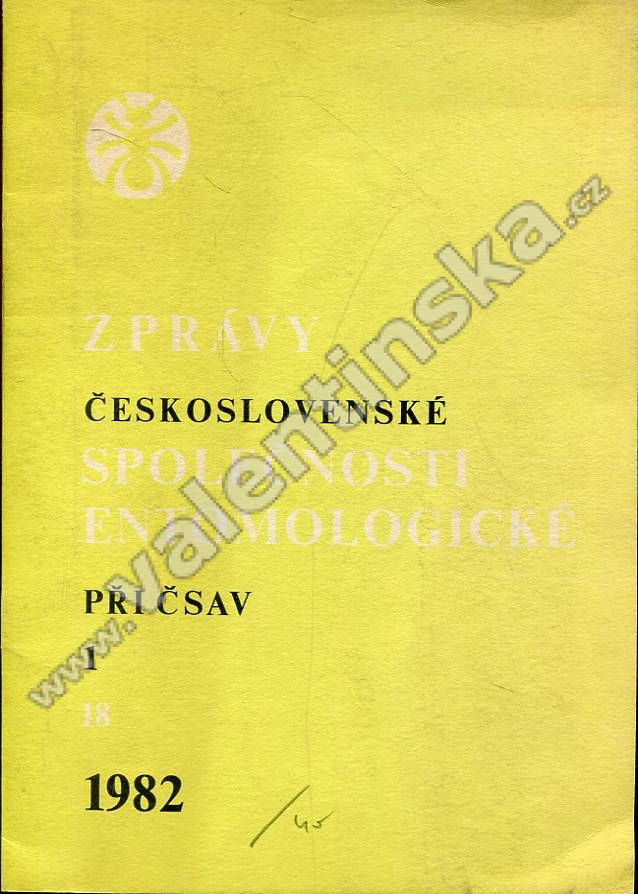 ZPRÁVY
ČESKOSLOVENSKÉ
SPOLEČNOSTI
ENTOMOLOGICKÉ
PŘI ČSAV
1
18
1982
www.valentinska.cz